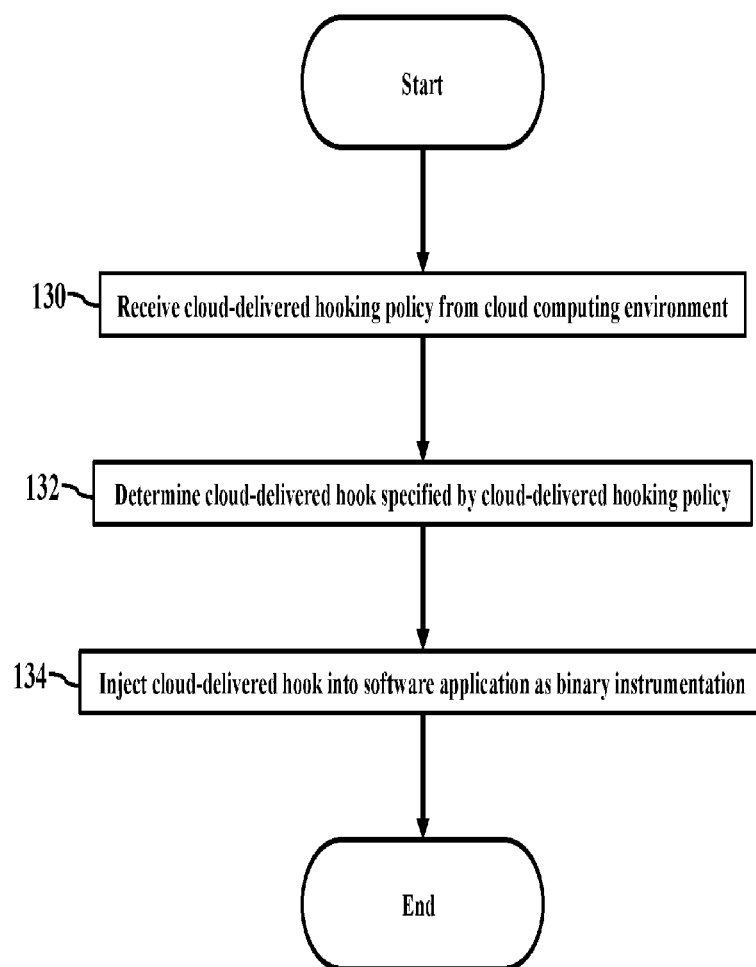 Start
130 Receive cloud-delivered hooking policy from cloud computing environment
132 Determine cloud-delivered hook specified by cloud-delivered hooking policy
134 Inject cloud-delivered hook into software application as binary instrumentation
End